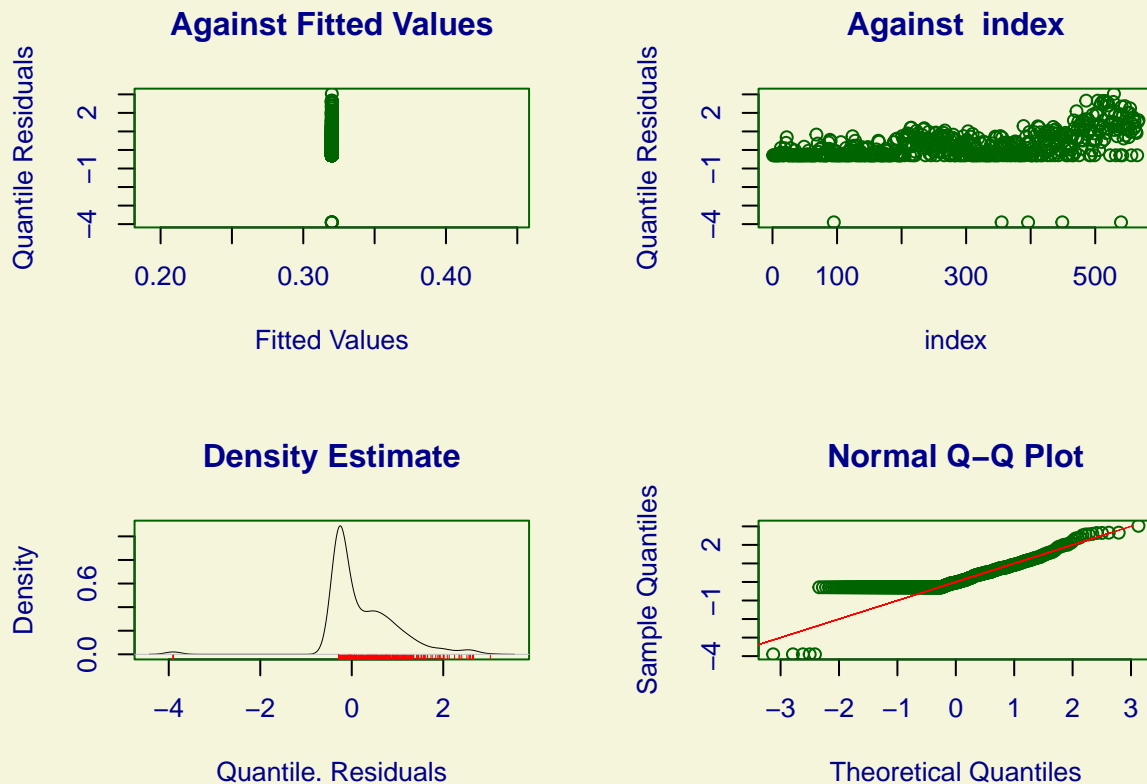 Against Fitted Values
Quantile Residuals
2
−1
−4
0.20 0.30 0.40
Fitted Values
Against index
Quantile Residuals
2
−1
−4
0 100 300 500
index
Density Estimate
Density
0.6
0.0
−4 −2 0 2
Quantile. Residuals
Normal Q−Q Plot
Sample Quantiles
2
−1
−4
−3 −2 −1 0 1 2 3
Theoretical Quantiles